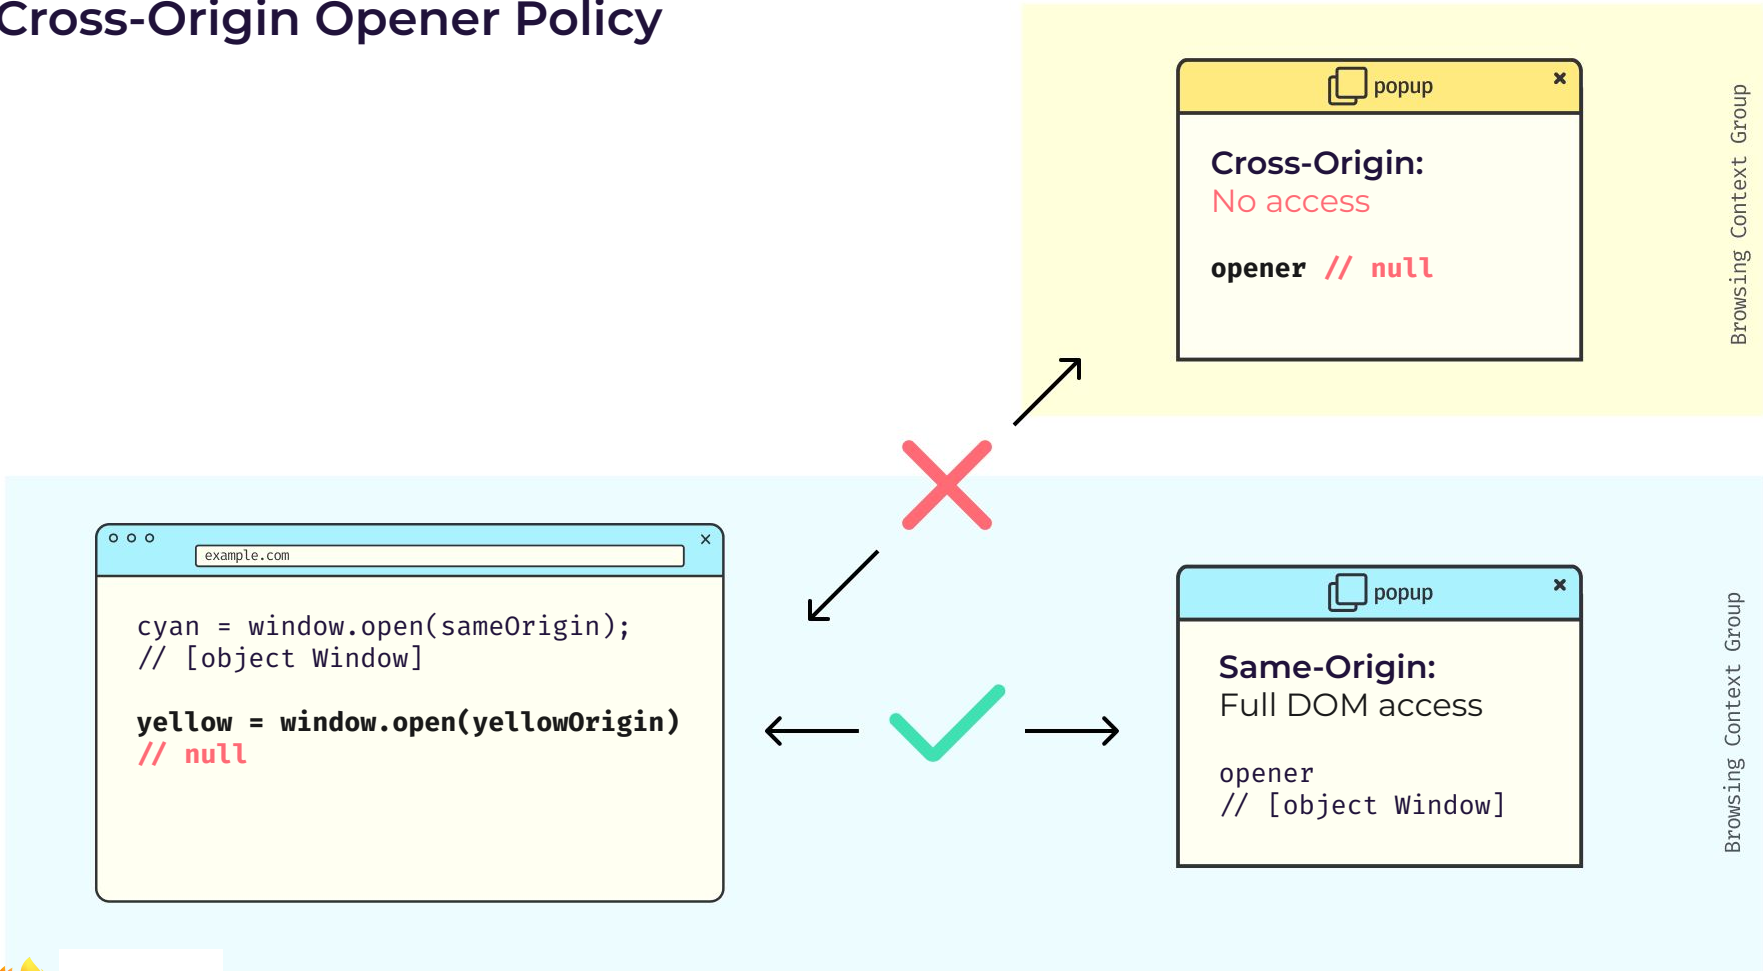 Cross-Origin Opener Policy
popup
Cross-Origin:
No access
opener // null
Browsing Context Group
example.com
cyan = window.open(sameOrigin);
// [object Window]
yellow = window.open(yellowOrigin)
// null
popup
Same-Origin:
Full DOM access
opener
// [object Window]
Browsing Context Group